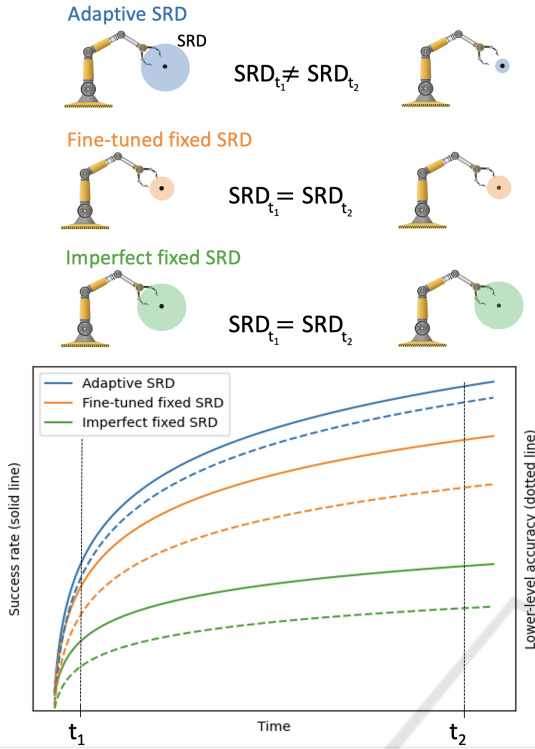 Adaptive SRD
SRD
SRDt1≠ SRDt2
Fine-tuned fixed SRD
SRDt1= SRDt2
Imperfect fixed SRD
SRDt1= SRDt2
Adaptive SRD
Fine-tuned fixed SRD
Imperfect fixed SRD
Success rate (solid line)
Lower-level accuracy (dotted line)
t1
Time
t2